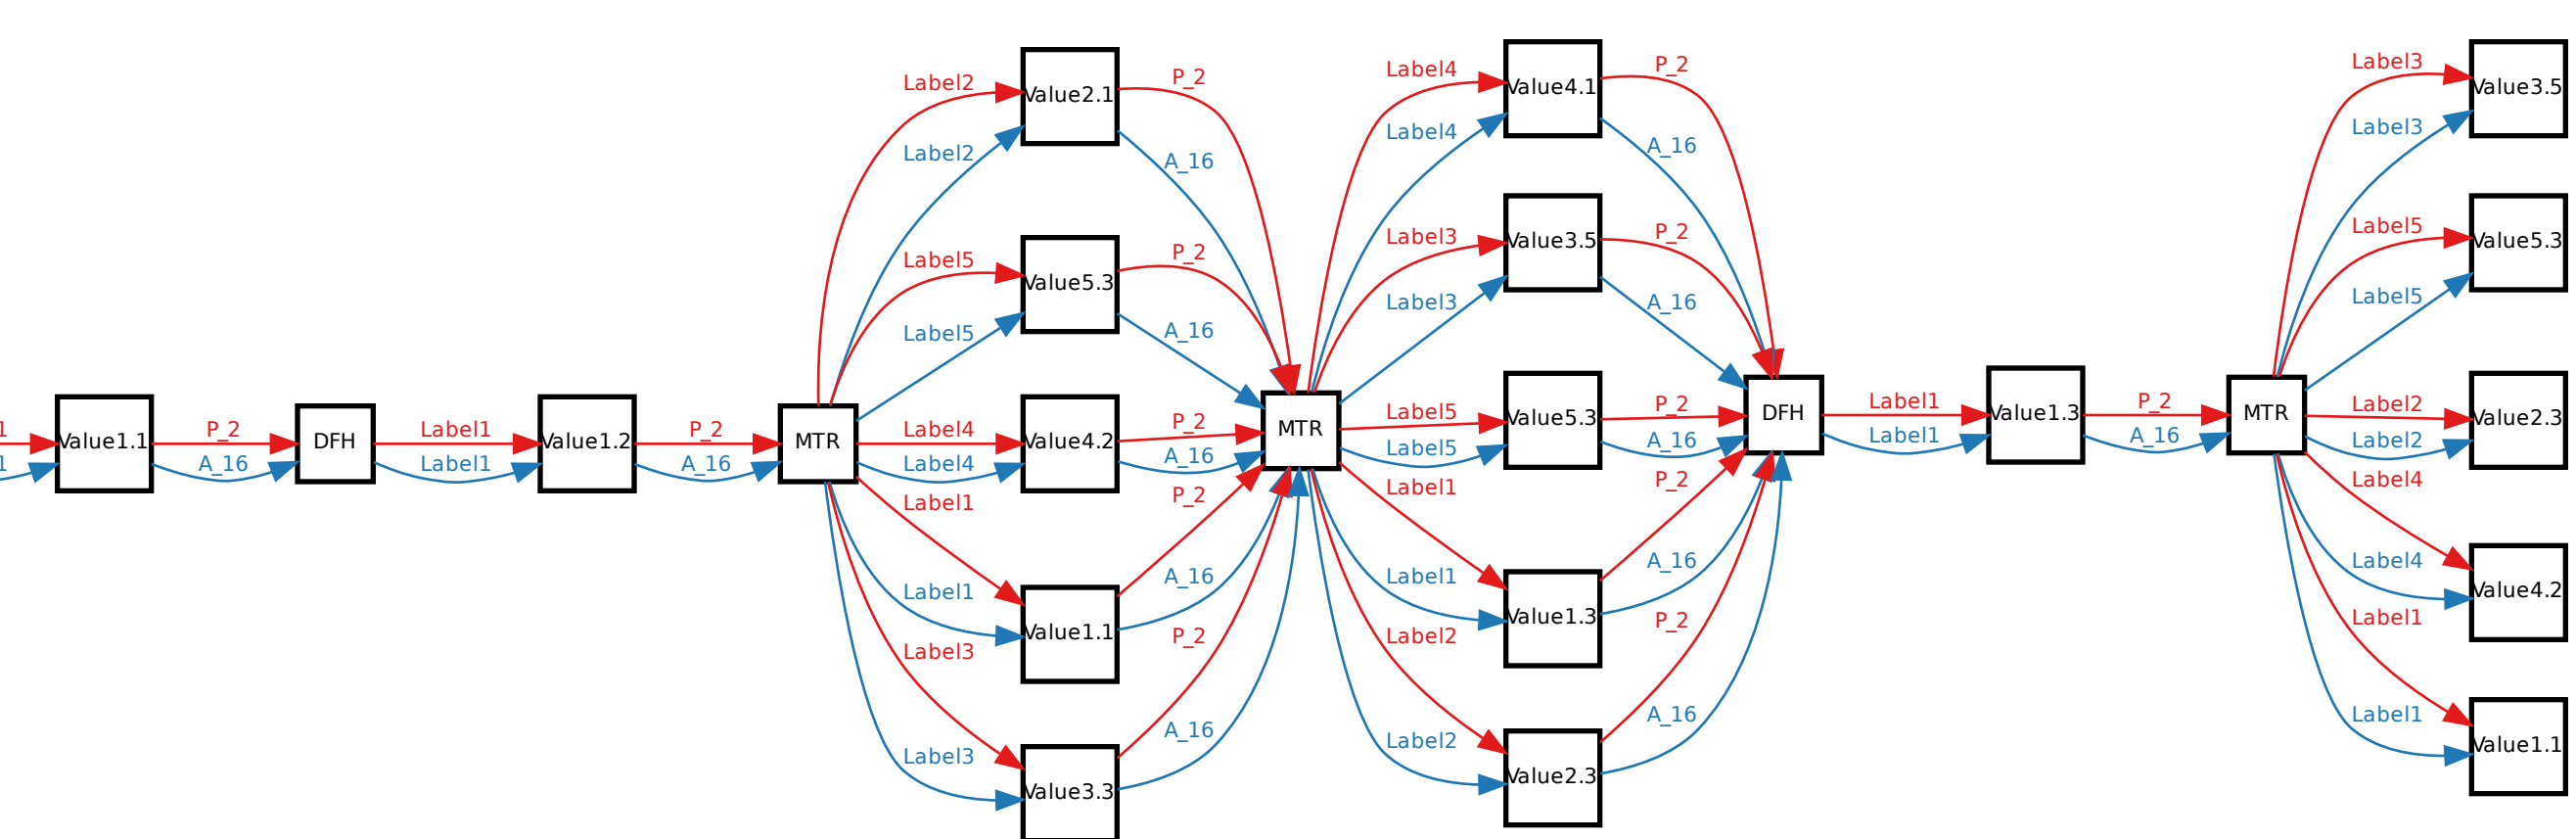 1
1
Value1.1
P_2
A_16
DFH
Label1
Label1
Value1.2
P_2
A_16
MTR
Label2
Label2
Label5
Label5
Label4
Label4
Label1
Label1
Label3
Label3
Value2.1
Value5.3
Value4.2
Value1.1
Value3.3
P_2
A_16
P_2
A_16
P_2
A_16
P_2
A_16
P_2
A_16
MTR
Label4
Label4
Label3
Label3
Label5
Label5
Label1
Label1
Label2
Label2
Value4.1
Value3.5
Value5.3
Value1.3
Value2.3
P_2
A_16
P_2
A_16
P_2
A_16
P_2
A_16
P_2
A_16
DFH
Label1
Label1
Value1.3
P_2
A_16
MTR
Label3
Label3
Label5
Label5
Label2
Label2
Label4
Label4
Label1
Label1
Value3.5
Value5.3
Value2.3
Value4.2
Value1.1